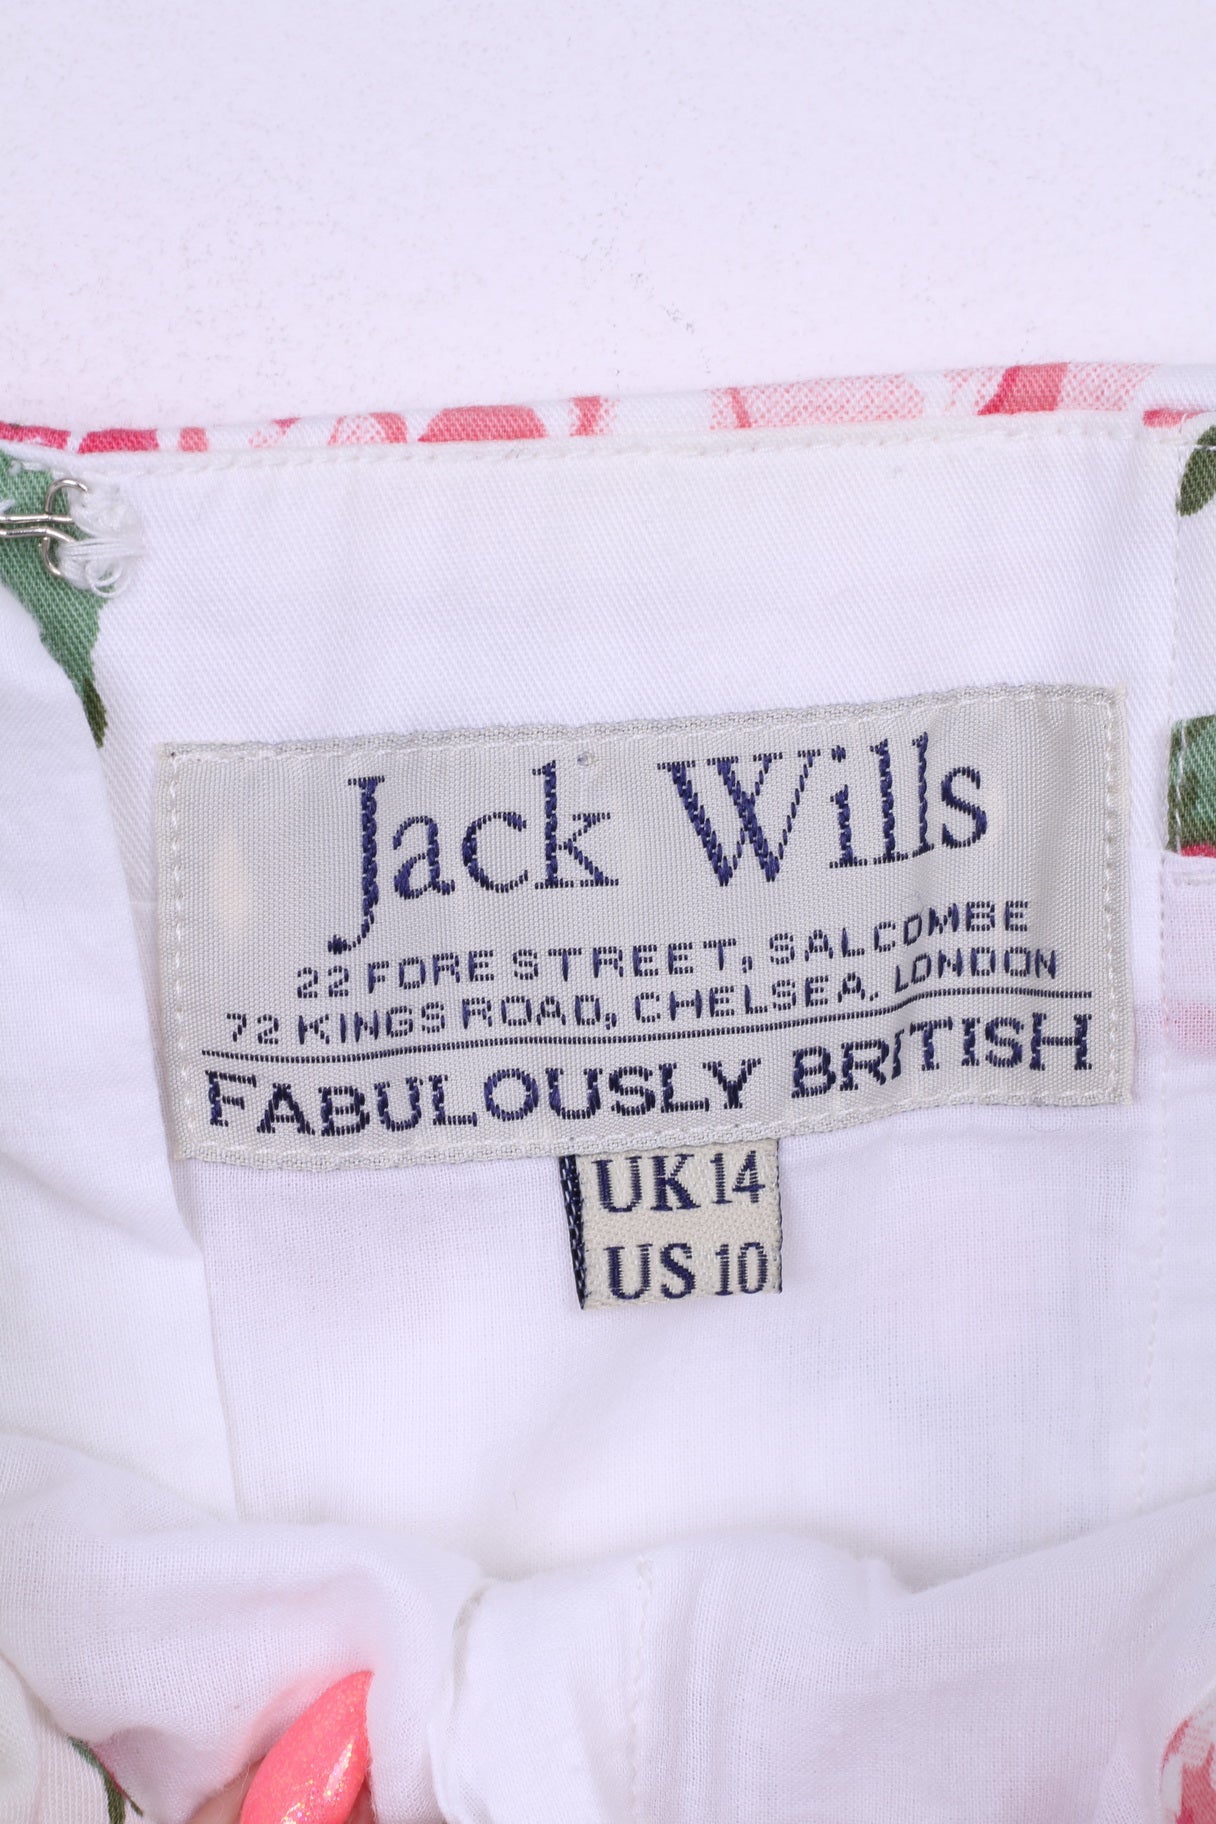 Jack Wills
22 FORE STREET, SALCOMBE
72 KINGS ROAD, CHELSEA, LONDON
FABULOUSLY BRITISH
UK 14
US 10